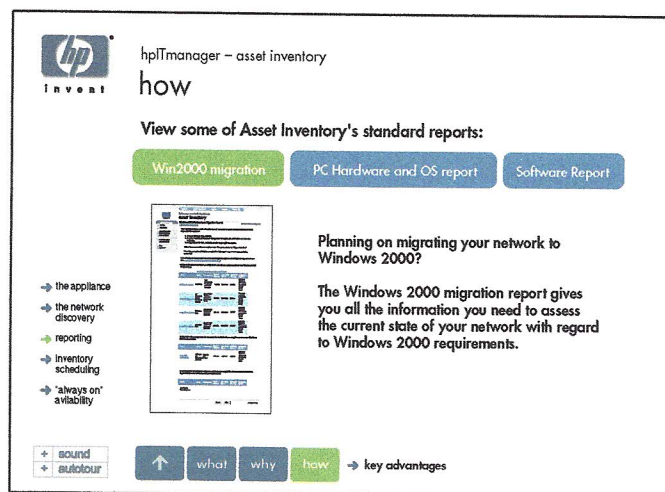 hp
invent
hpITmanager – asset inventory
how
View some of Asset Inventory's standard reports:
Win2000 migration
PC Hardware and OS report
Software Report
Planning on migrating your network to
Windows 2000?
The Windows 2000 migration report gives
you all the information you need to assess
the current state of your network with regard
to Windows 2000 requirements.
→ the appliance
→ the network
discovery
→ reporting
→ inventory
scheduling
→ "always on"
avilability
+ sound
+ autotour
↑
what
why
how
→ key advantages